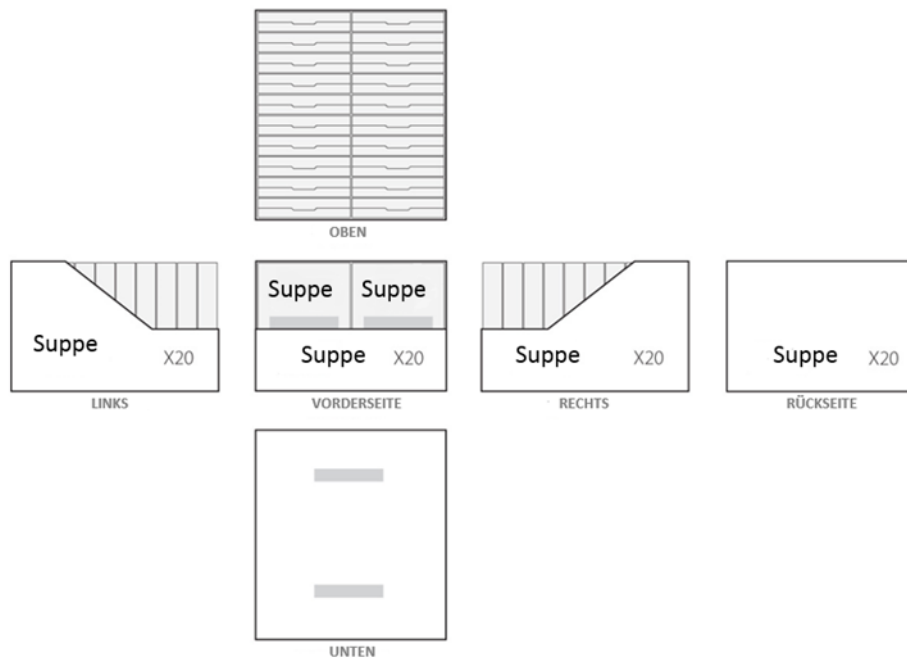 OBEN
Suppe
X20
LINKS
Suppe Suppe
Suppe X20
VORDERSEITE
Suppe X20
RECHTS
Suppe X20
RÜCKSEITE
UNTEN